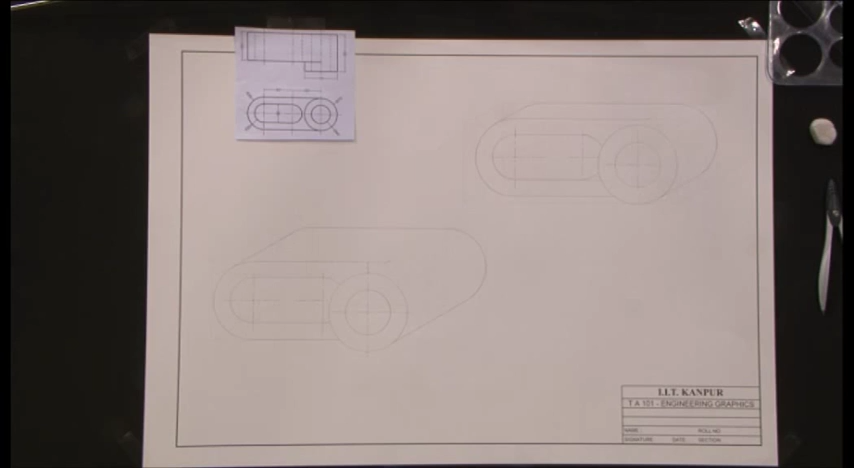 I.I.T. KANPUR
T A 101 - ENGINEERING GRAPHICS
NAME :
ROLL NO
SIGNATURE: DATE: SECTION: